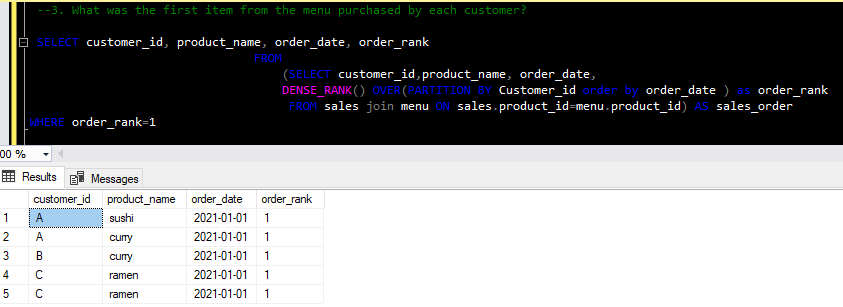 --3. What was the first item from the menu purchased by each customer?
SELECT customer_id, product_name, order_date, order_rank
FROM
(SELECT customer_id,product_name, order_date,
DENSE_RANK() OVER(PARTITION BY Customer_id order by order_date ) as order_rank
FROM sales join menu ON sales.product_id=menu.product_id) AS sales_order
WHERE order_rank=1
00 %
Results Messages
customer_id product_name order_date order_rank
1 A sushi 2021-01-01 1
2 A curry 2021-01-01 1
3 B curry 2021-01-01 1
4 C ramen 2021-01-01 1
5 C ramen 2021-01-01 1